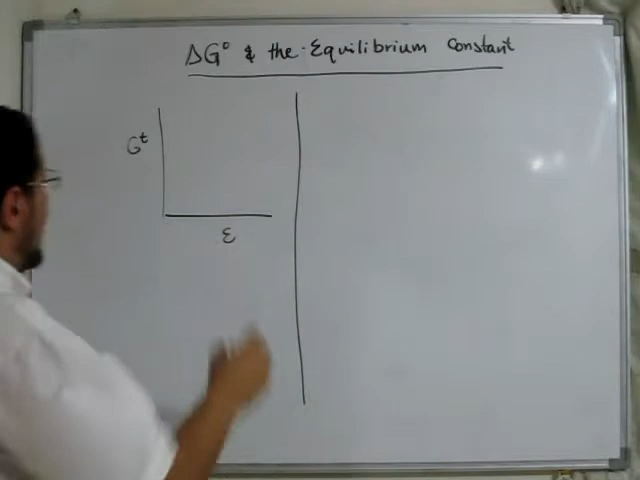 ΔG° & the Equilibrium Constant
Gᵗ
ε